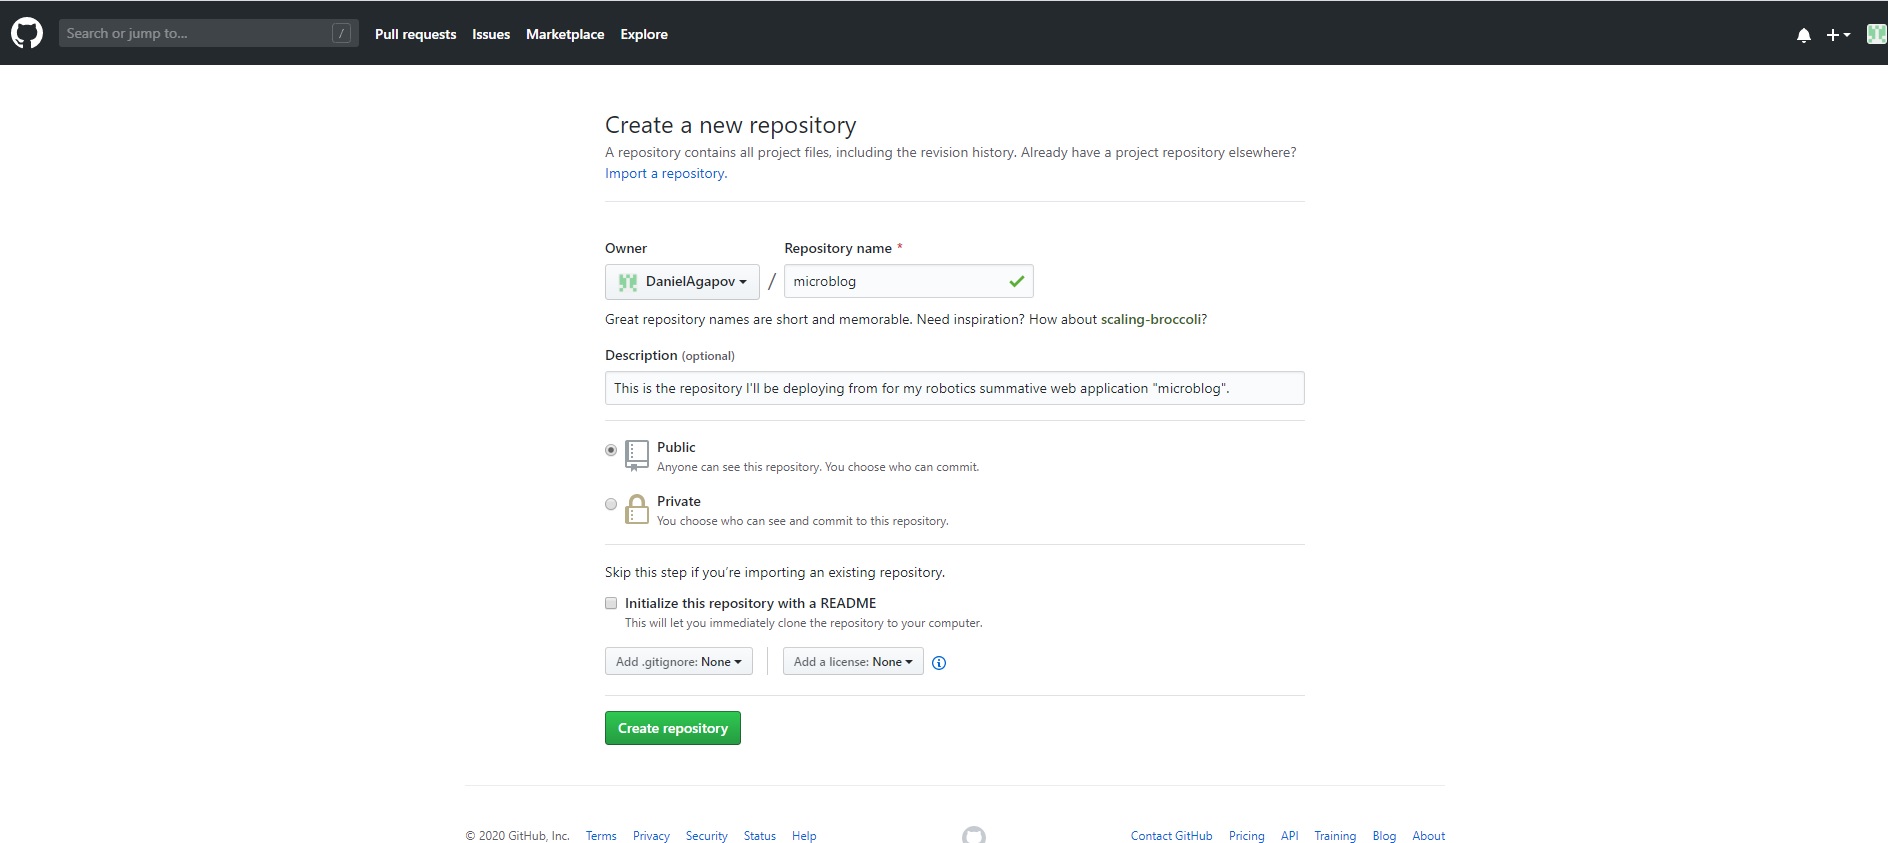 Search or jump to... / Pull requests Issues Marketplace Explore
Create a new repository
A repository contains all project files, including the revision history. Already have a project repository elsewhere?
Import a repository.
Owner Repository name *
DanielAgapov / microblog
Great repository names are short and memorable. Need inspiration? How about scaling-broccoli?
Description (optional)
This is the repository I'll be deploying from for my robotics summative web application "microblog".
Public
Anyone can see this repository. You choose who can commit.
Private
You choose who can see and commit to this repository.
Skip this step if you’re importing an existing repository.
Initialize this repository with a README
This will let you immediately clone the repository to your computer.
Add .gitignore: None Add a license: None
Create repository
© 2020 GitHub, Inc. Terms Privacy Security Status Help Contact GitHub Pricing API Training Blog About